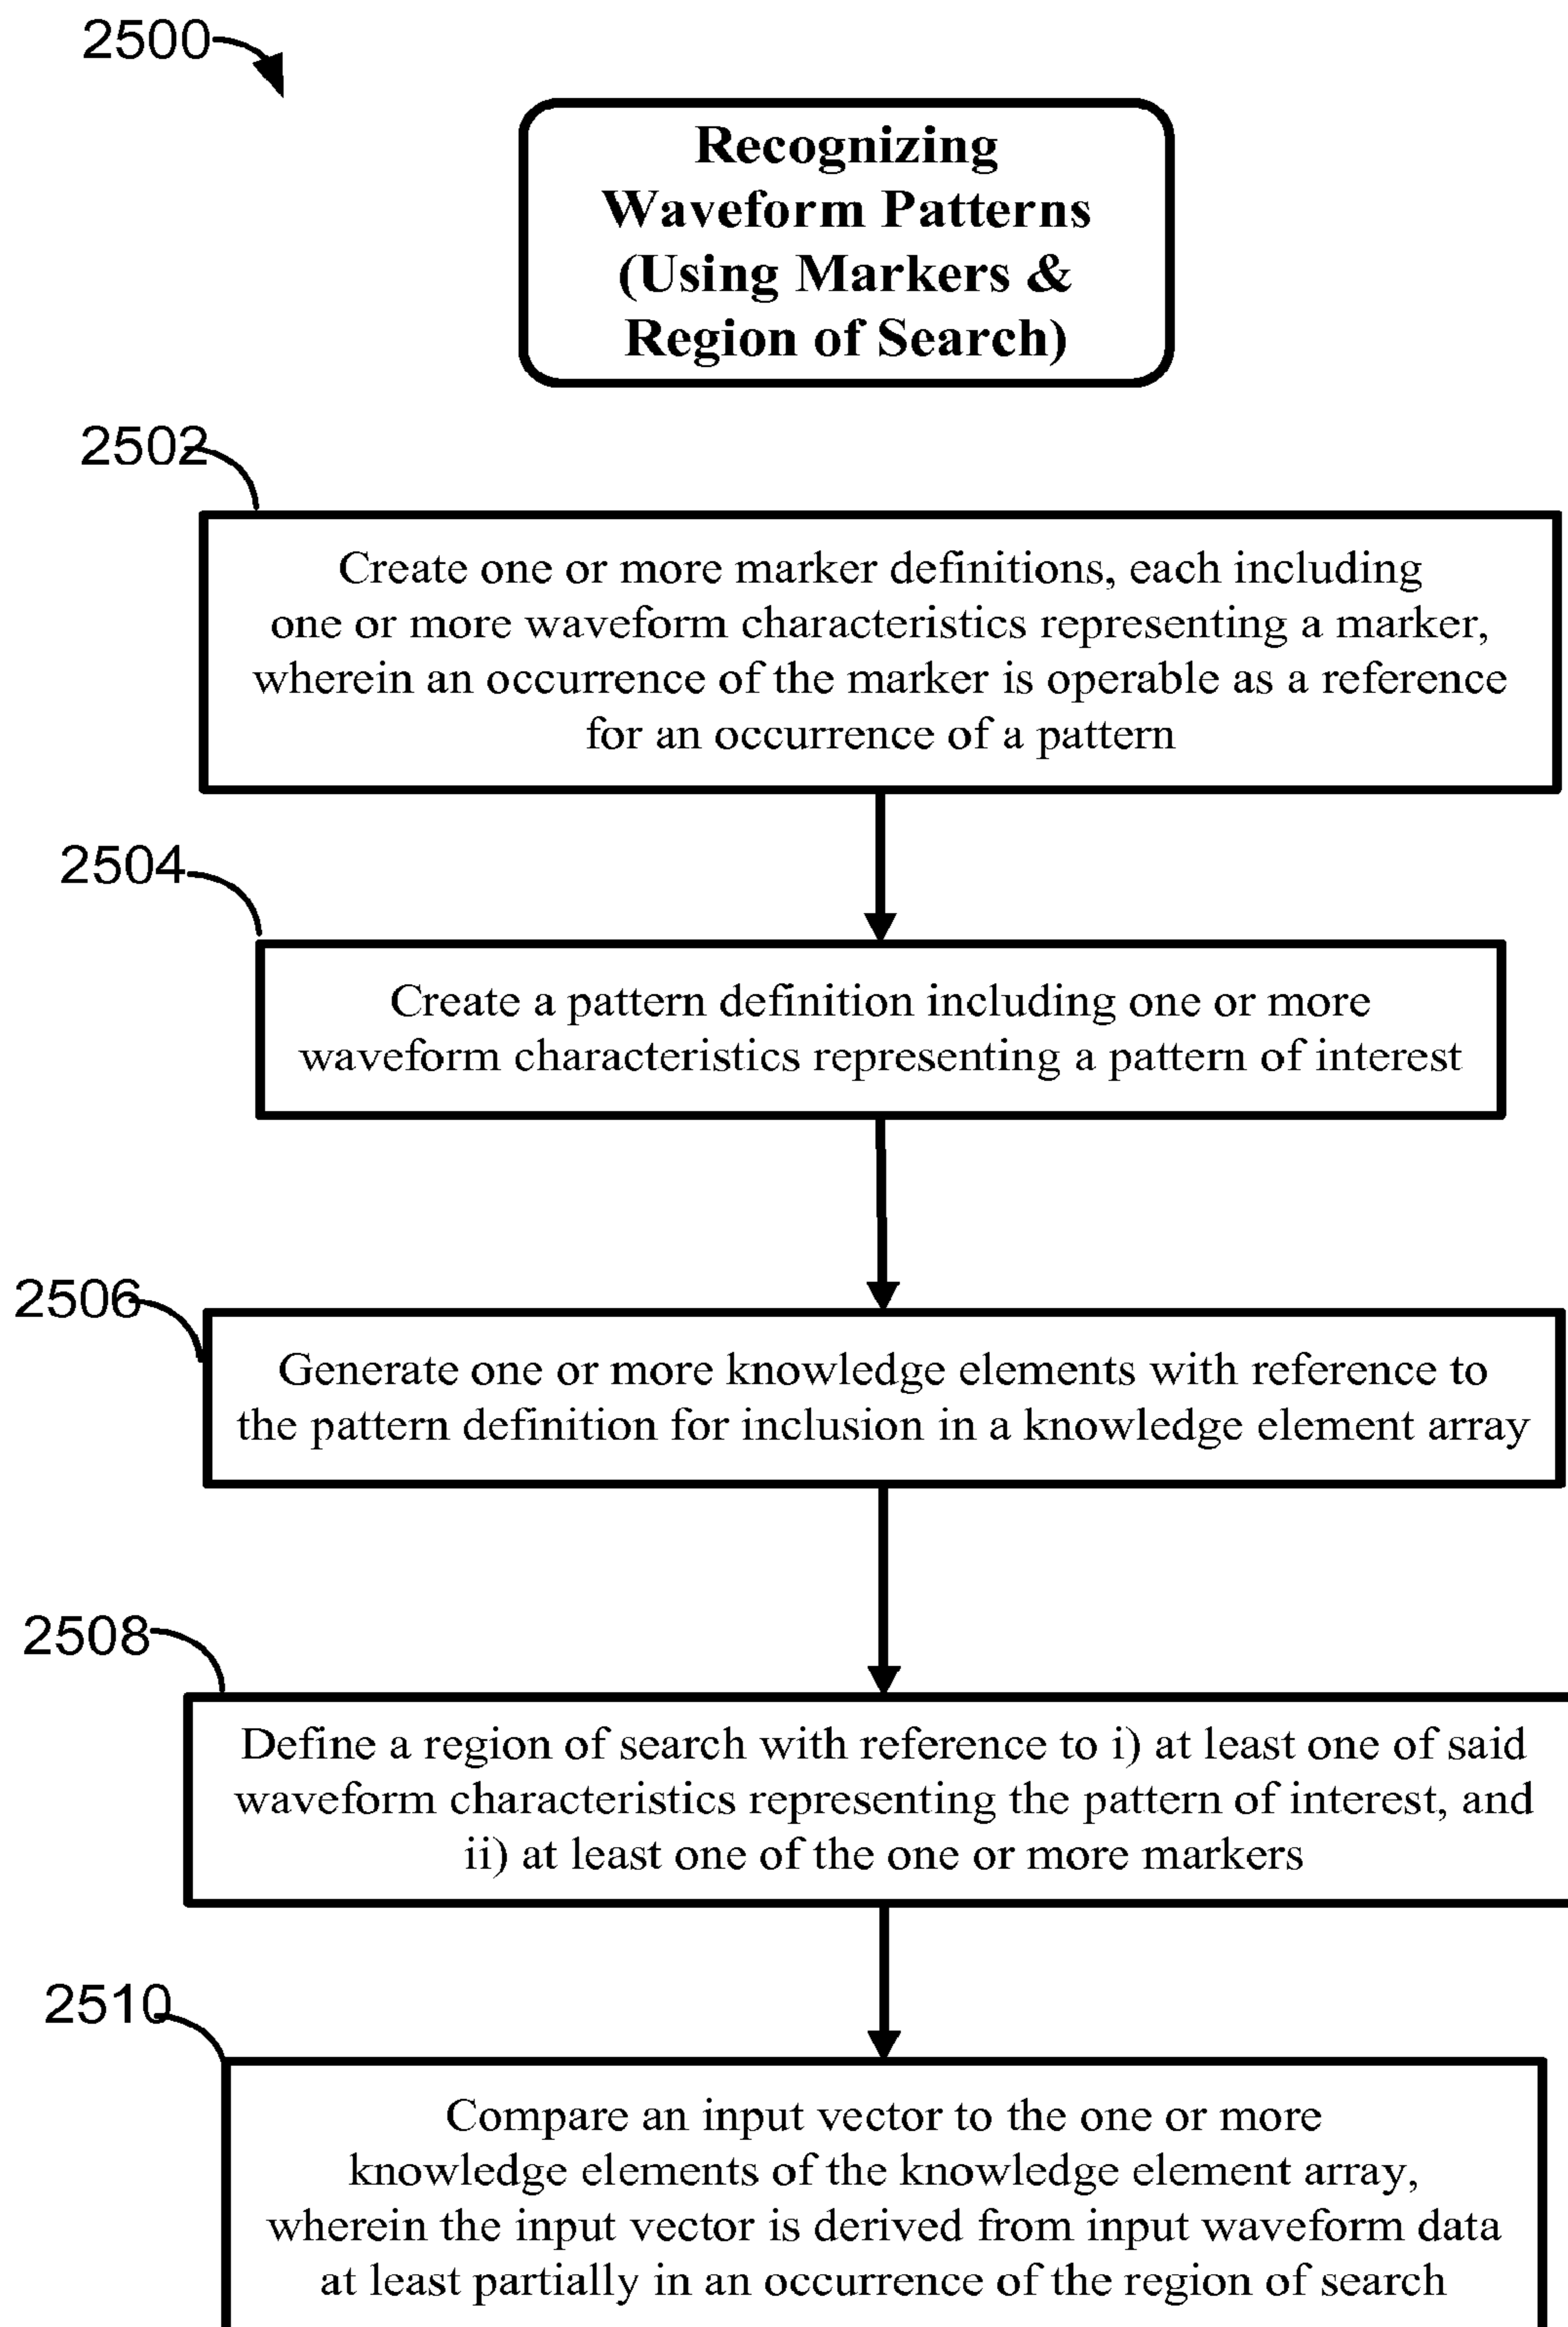 2500
Recognizing
Waveform Patterns
(Using Markers &
Region of Search)
2502
Create one or more marker definitions, each including
one or more waveform characteristics representing a marker,
wherein an occurrence of the marker is operable as a reference
for an occurrence of a pattern
2504
Create a pattern definition including one or more
waveform characteristics representing a pattern of interest
2506
Generate one or more knowledge elements with reference to
the pattern definition for inclusion in a knowledge element array
2508
Define a region of search with reference to i) at least one of said
waveform characteristics representing the pattern of interest, and
ii) at least one of the one or more markers
2510
Compare an input vector to the one or more
knowledge elements of the knowledge element array,
wherein the input vector is derived from input waveform data
at least partially in an occurrence of the region of search